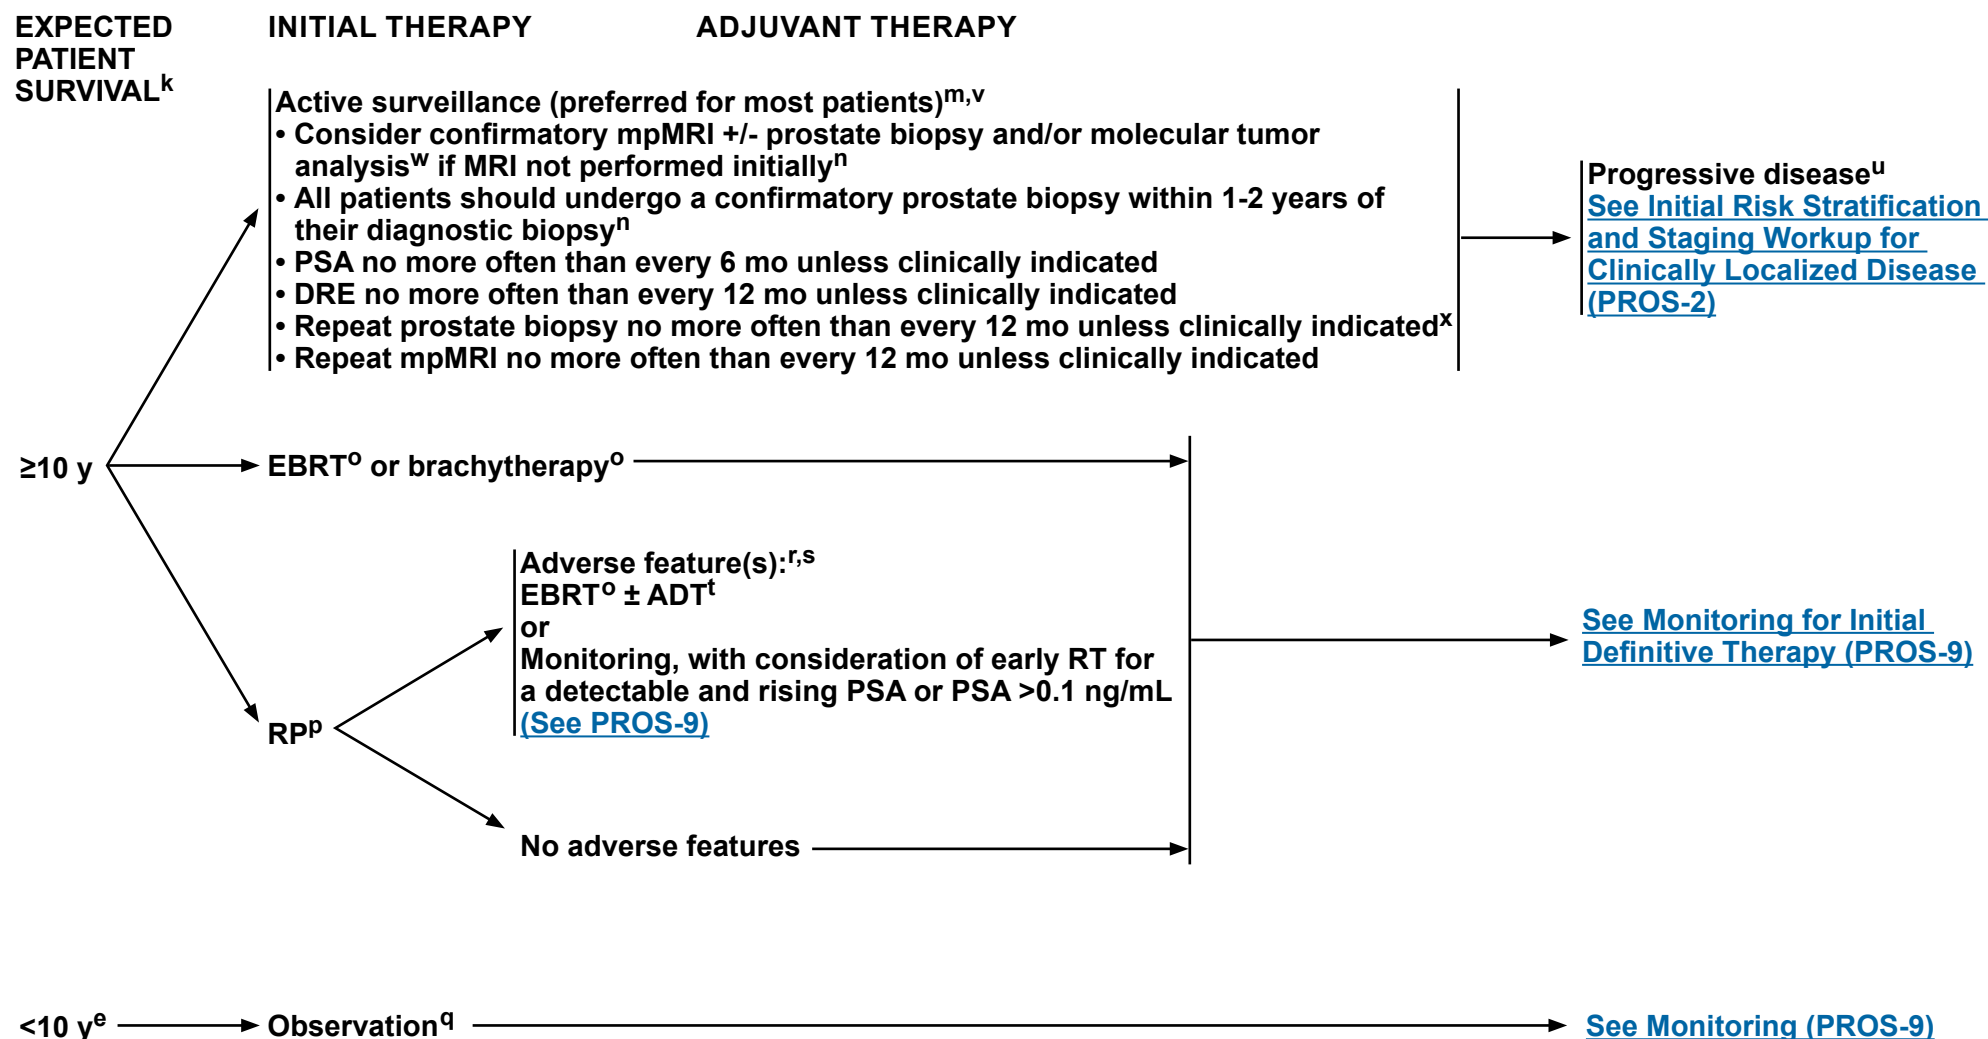 EXPECTED
PATIENT
SURVIVALk
INITIAL THERAPY
ADJUVANT THERAPY
Active surveillance (preferred for most patients)m,v
• Consider confirmatory mpMRI +/- prostate biopsy and/or molecular tumor
analysisw if MRI not performed initiallyn
• All patients should undergo a confirmatory prostate biopsy within 1-2 years of
their diagnostic biopsyn
• PSA no more often than every 6 mo unless clinically indicated
• DRE no more often than every 12 mo unless clinically indicated
• Repeat prostate biopsy no more often than every 12 mo unless clinically indicatedx
• Repeat mpMRI no more often than every 12 mo unless clinically indicated
Progressive diseaseu
See Initial Risk Stratification
and Staging Workup for
Clinically Localized Disease
(PROS-2)
≥10 y
EBRTo or brachytherapyo
Adverse feature(s):r,s
EBRTo ± ADTt
or
Monitoring, with consideration of early RT for
a detectable and rising PSA or PSA >0.1 ng/mL
(See PROS-9)
RPp
No adverse features
See Monitoring for Initial
Definitive Therapy (PROS-9)
<10 ye
Observationq
See Monitoring (PROS-9)